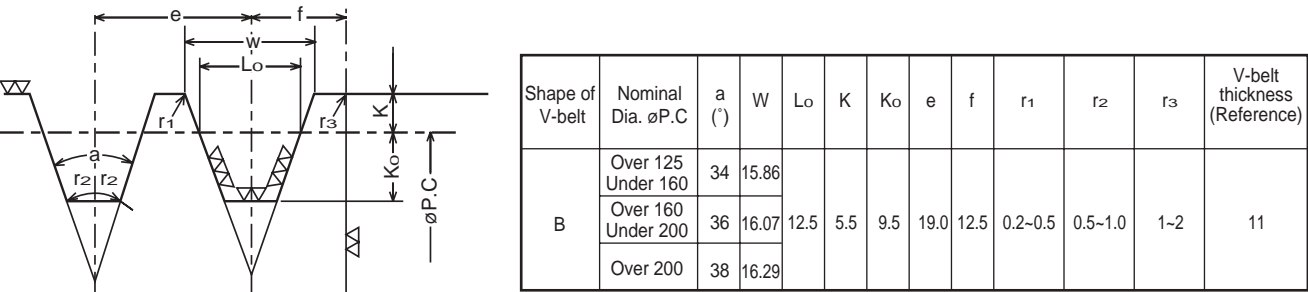 e
f
w
Lo
K
r1
r3
a
r2 r2
Ko
øP.C
Shape of V-belt
Nominal Dia. øP.C
a (°)
W
Lo
K
Ko
e
f
r1
r2
r3
V-belt thickness (Reference)
B
Over 125 Under 160
34
15.86
Over 160 Under 200
36
16.07
Over 200
38
16.29
12.5
5.5
9.5
19.0
12.5
0.2~0.5
0.5~1.0
1~2
11